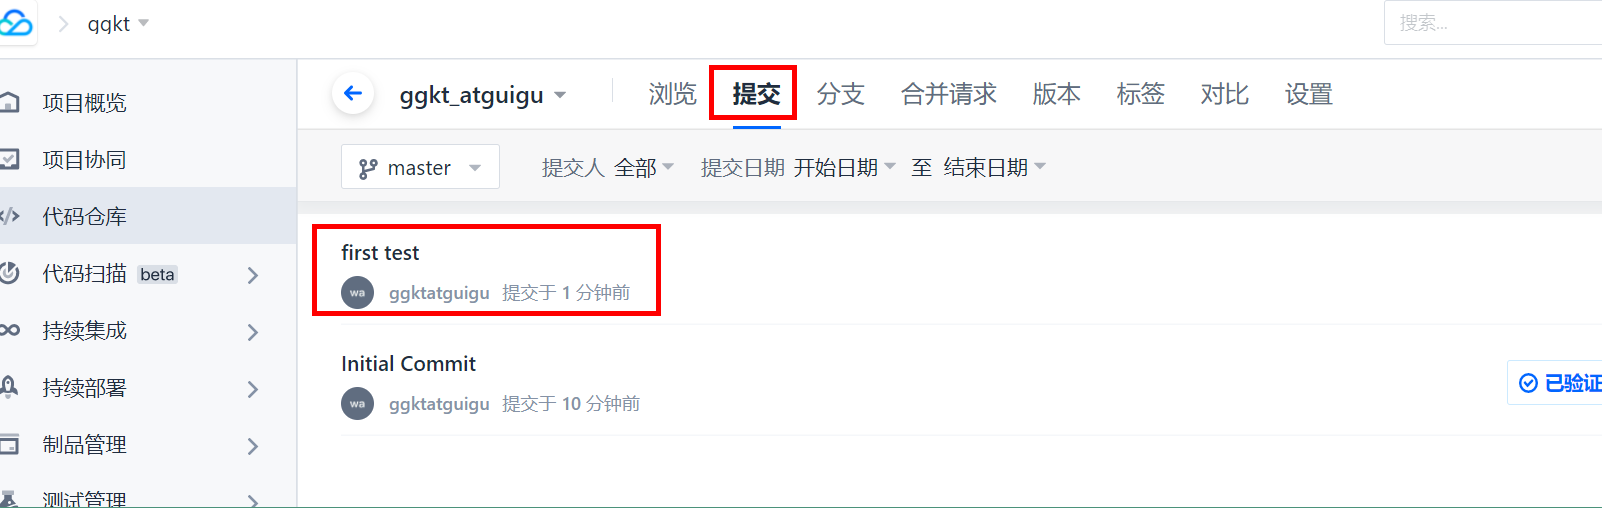 ggkt
搜索...
项目概览
项目协同
代码仓库
代码扫描 beta
持续集成
持续部署
制品管理
测试管理
ggkt_atguigu
浏览 提交 分支 合并请求 版本 标签 对比 设置
master 提交人 全部 提交日期 开始日期 至 结束日期
first test
wa ggktatguigu 提交于 1 分钟前
Initial Commit
wa ggktatguigu 提交于 10 分钟前
已验证